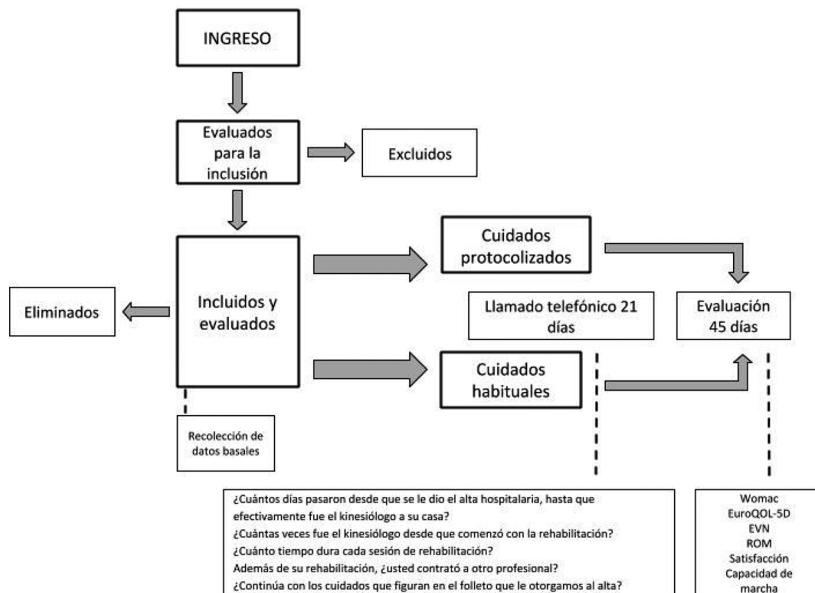 INGRESO
Evaluados
para la
inclusión
Excluidos
Cuidados
protocolizados
Incluidos y
evaluados
Eliminados
Llamado telefónico 21
días
Evaluación
45 días
Cuidados
habituales
Recolección de
datos basales
¿Cuántos días pasaron desde que se le dio el alta hospitalaria, hasta que
efectivamente fue el kinesiólogo a su casa?
¿Cuántas veces fue el kinesiólogo desde que comenzó con la rehabilitación?
¿Cuánto tiempo dura cada sesión de rehabilitación?
Además de su rehabilitación, ¿usted contrató a otro profesional?
¿Continúa con los cuidados que figuran en el folleto que le otorgamos al alta?
Womac
EuroQOL-5D
EVN
ROM
Satisfacción
Capacidad de
marcha